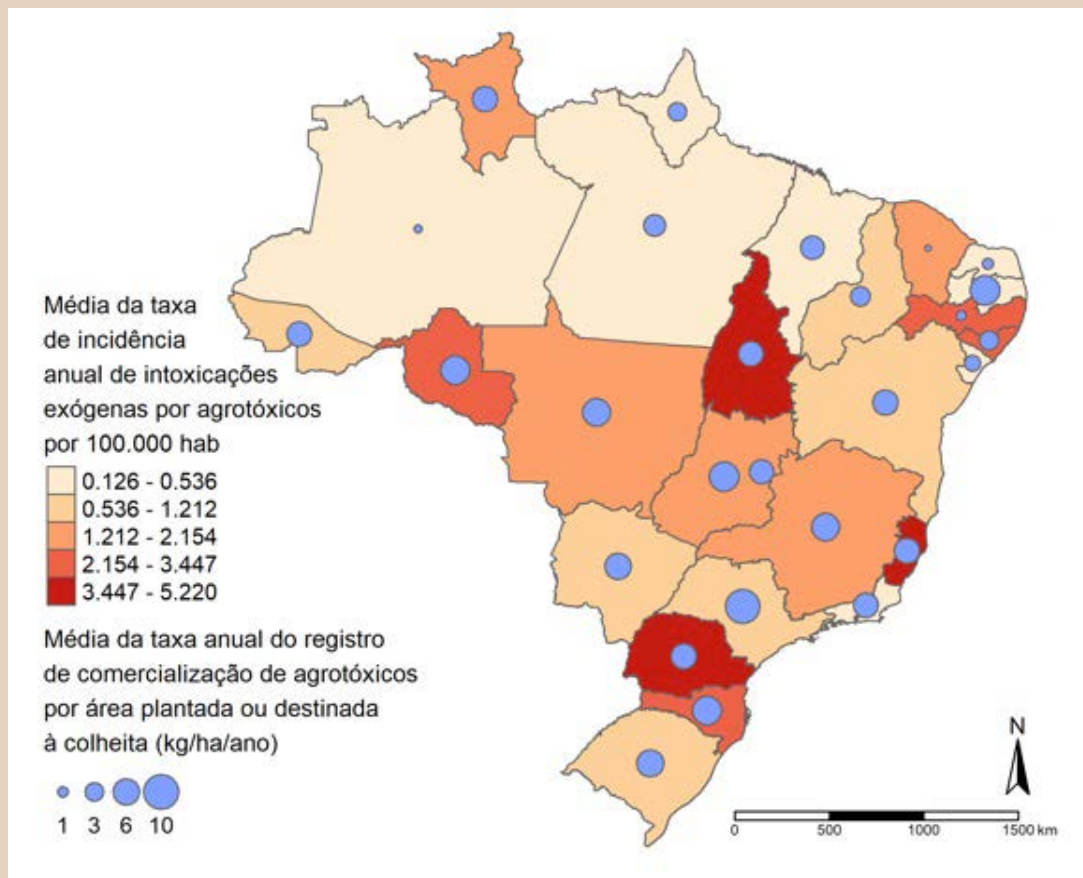 Média da taxa
de incidência
anual de intoxicações
exógenas por agrotóxicos
por 100.000 hab
0.126 - 0.536
0.536 - 1.212
1.212 - 2.154
2.154 - 3.447
3.447 - 5.220
Média da taxa anual do registro
de comercialização de agrotóxicos
por área plantada ou destinada
à colheita (kg/ha/ano)
1 3 6 10
N
0 500 1000 1500 km